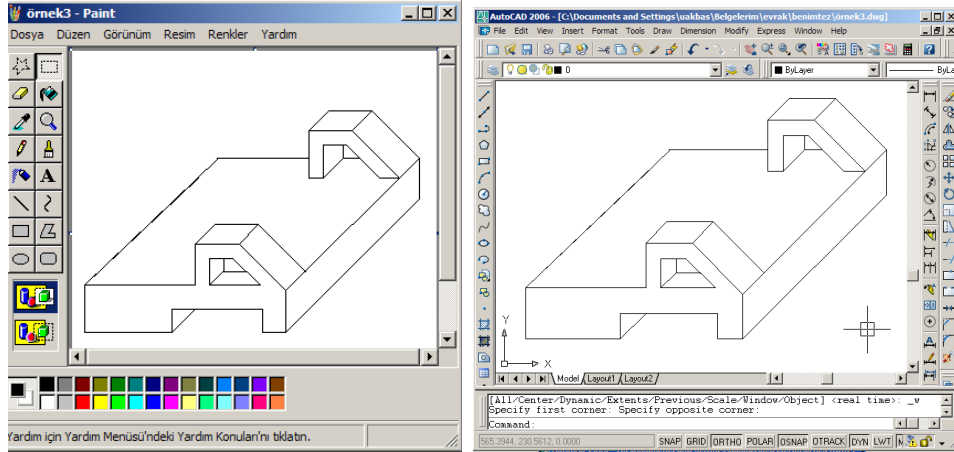 örnek3 - Paint
Dosya Düzen Görünüm Resim Renkler Yardım
A
Yardım için Yardım Menüsü'ndeki Yardım Konuları'nı tıklatın.
AutoCAD 2006 - [C:\Documents and Settings\uakbas\Belgelerim\evrak\benimtez\örnek3.dwg]
File Edit View Insert Format Tools Draw Dimension Modify Express Window Help
0 ByLayer ByLa
Y
X
A
Model Layout1 Layout2
[All/Center/Dynamic/Extents/Previous/Scale/Window/Object] <real time>: _v
Specify first corner: Specify opposite corner:
Command:
565.3944, 230.5612, 0.0000 SNAP GRID ORTHO POLAR OSNAP OTRACK DYN LWT